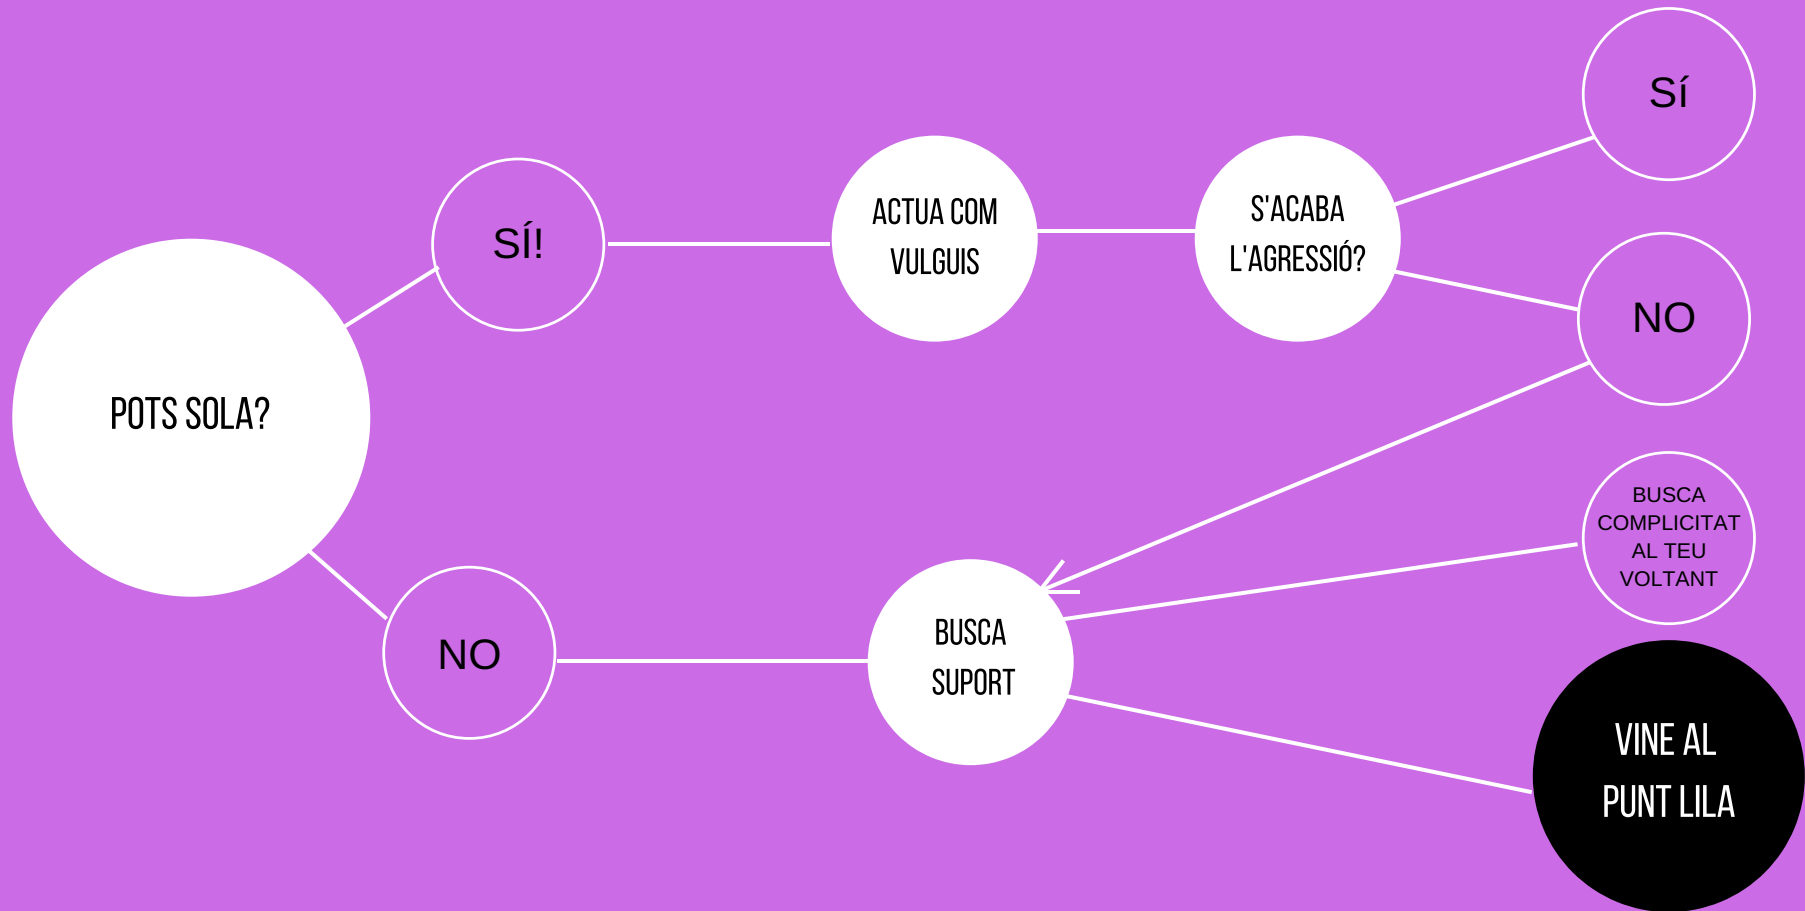 POTS SOLA?
SÍ!
ACTUA COM
VULGUIS
S'ACABA
L'AGRESSIÓ?
Sí
NO
NO
BUSCA
SUPORT
BUSCA
COMPLICITAT
AL TEU
VOLTANT
VINE AL
PUNT LILA